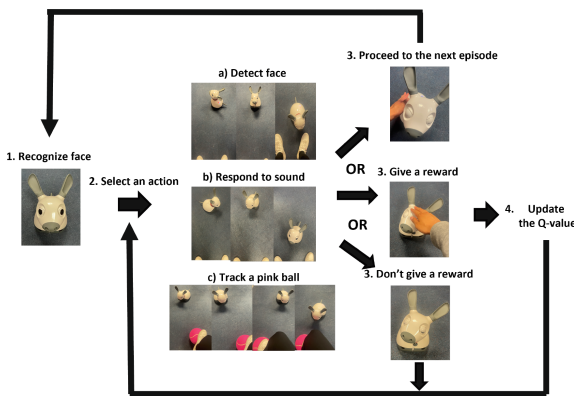 3. Proceed to the next episode
a) Detect face
1. Recognize face
2. Select an action
b) Respond to sound
OR
3. Give a reward
4. Update
the Q-value
OR
c) Track a pink ball
3. Don't give a reward